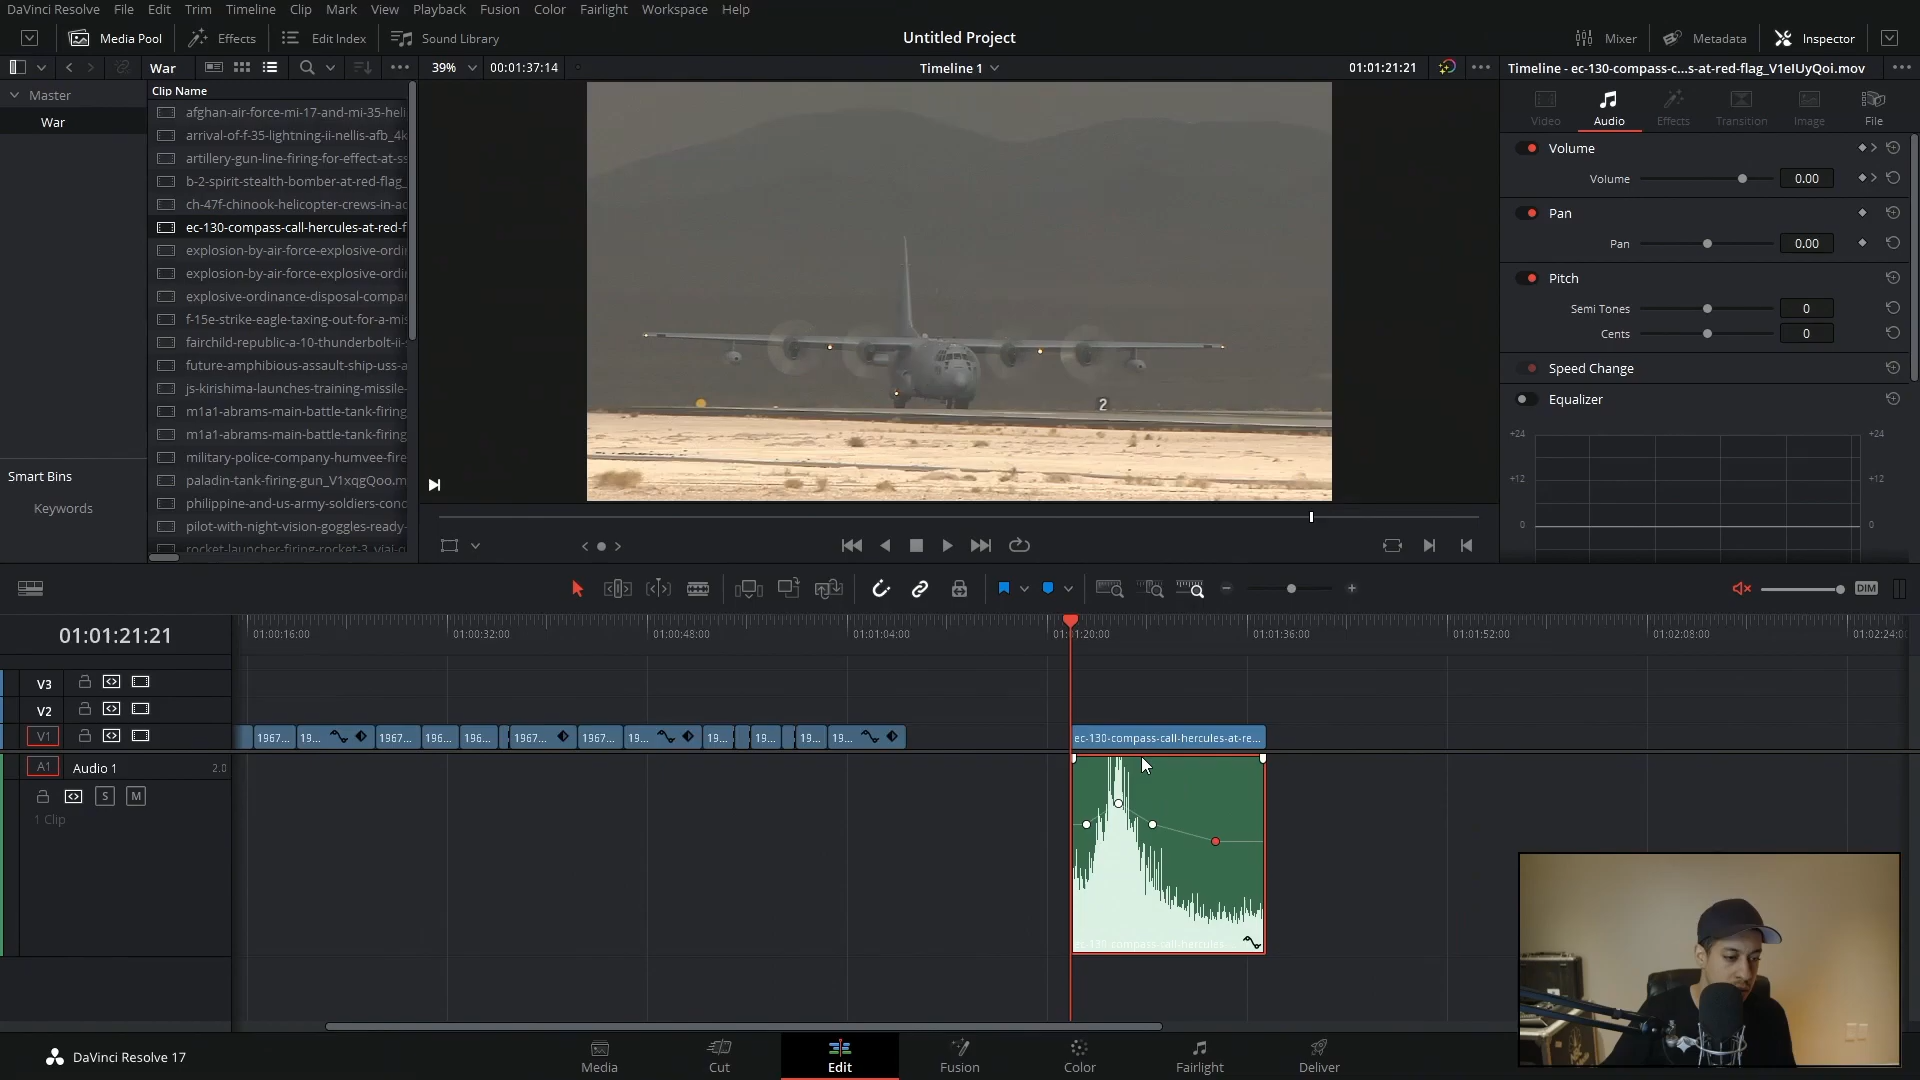 DaVinci Resolve File Edit Trim Timeline Clip Mark View Playback Fusion Color Fairlight Workspace Help
Media Pool Effects Edit Index Sound Library Untitled Project Mixer Metadata Inspector
War 39% 00:01:37:14 Timeline 1 01:01:21:21 Timeline - ec-130-compass-c...s-at-red-flag_V1eIUyQoi.mov
Master
War
Smart Bins
Keywords
Clip Name
afghan-air-force-mi-17-and-mi-35-heli
arrival-of-f-35-lightning-ii-nellis-afb_4k
artillery-gun-line-firing-for-effect-at-ss
b-2-spirit-stealth-bomber-at-red-flag_
ch-47f-chinook-helicopter-crews-in-ac
ec-130-compass-call-hercules-at-red-f
explosion-by-air-force-explosive-ordi
explosion-by-air-force-explosive-ordi
explosive-ordinance-disposal-compa
f-15e-strike-eagle-taxing-out-for-a-mis
fairchild-republic-a-10-thunderbolt-ii-
future-amphibious-assault-ship-uss-a
js-kirishima-launches-training-missile-
m1a1-abrams-main-battle-tank-firing
m1a1-abrams-main-battle-tank-firing
military-police-company-humvee-fire
paladin-tank-firing-gun_V1xqgQoo.m
philippine-and-us-army-soldiers-conc
pilot-with-night-vision-goggles-ready-
2
Video Audio Effects Transition Image File
Volume
Volume 0.00
Pan
Pan 0.00
Pitch
Semi Tones 0
Cents 0
Speed Change
Equalizer
+24 +24
+12 +12
0 0
DIM
01:01:21:21
01:00:16:00 01:00:32:00 01:00:48:00 01:01:04:00 01:01:20:00 01:01:36:00 01:01:52:00 01:02:08:00 01:02:24:0
V3
V2
V1 1967... 19... 1967... 196... 196... 1967... 1967... 19... 19... 19... 19... 19... ec-130-compass-call-hercules-at-re...
A1 Audio 1 2.0
S M
1 Clip
ec-130-compass-call-hercules
DaVinci Resolve 17
Media Cut Edit Fusion Color Fairlight Deliver